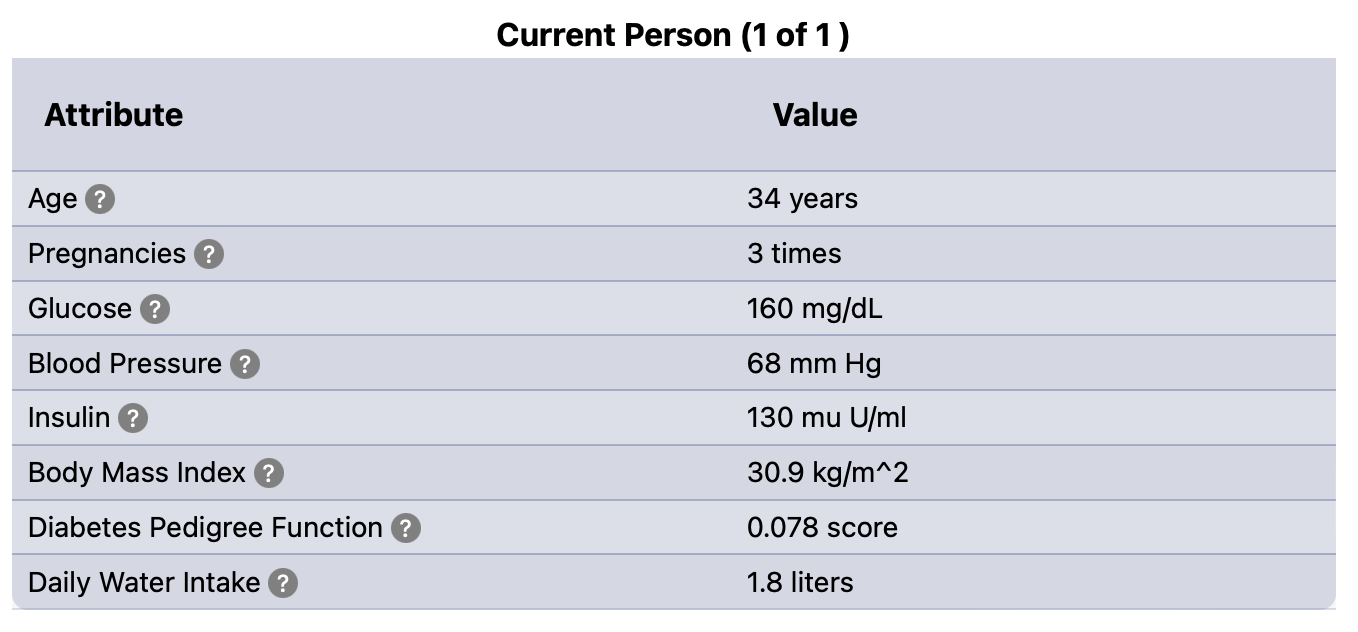 Current Person (1 of 1 )
Attribute Value
Age ? 34 years
Pregnancies ? 3 times
Glucose ? 160 mg/dL
Blood Pressure ? 68 mm Hg
Insulin ? 130 mu U/ml
Body Mass Index ? 30.9 kg/m^2
Diabetes Pedigree Function ? 0.078 score
Daily Water Intake ? 1.8 liters